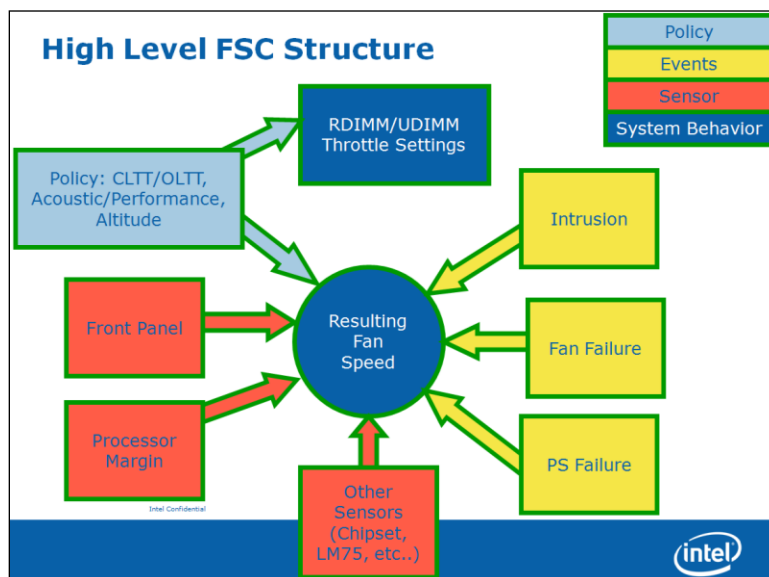 High Level FSC Structure
Policy
Events
Sensor
System Behavior
RDIMM/UDIMM
Throttle Settings
Policy: CLTT/OLTT,
Acoustic/Performance,
Altitude
Intrusion
Front Panel
Resulting
Fan
Speed
Fan Failure
Processor
Margin
PS Failure
Other
Sensors
(Chipset,
LM75, etc..)
Intel Confidential
intel